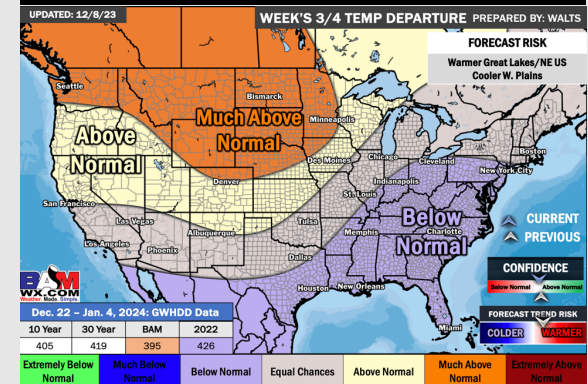 UPDATED: 12/8/23
WEEK'S 3/4 TEMP DEPARTURE PREPARED BY: WALTS
FORECAST RISK
Warmer Great Lakes/NE US
Cooler W. Plains
Seattle
Bismarck
Much Above
Normal
Minneapolis
Above
Normal
Boston
Chicago
Cleveland
Des Moines
New York City
Denver
Indianapolis
San Francisco
St. Louis
Las Vegas
Below
Normal
CURRENT
PREVIOUS
Tulsa
Memphis
Charlotte
Los Angeles
Albuquerque
Phoenix
Dallas
CONFIDENCE
Below Normal
Above Normal
BAM
WX.COM
Weather. Made. Simple.
Houston
New Orleans
Dec. 22 – Jan. 4, 2024: GWHDD Data
FORECAST TREND RISK
COLDER
WARMER
10 Year
30 Year
BAM
2022
405
419
395
426
Miami
Extremely Below
Normal
Much Below
Normal
Below Normal
Equal Chances
Above Normal
Much Above
Normal
Extremely Above
Normal